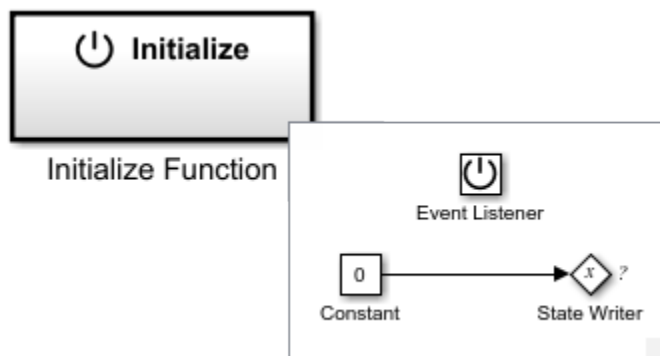 Initialize
Initialize Function
Event Listener
0
x ?
Constant
State Writer